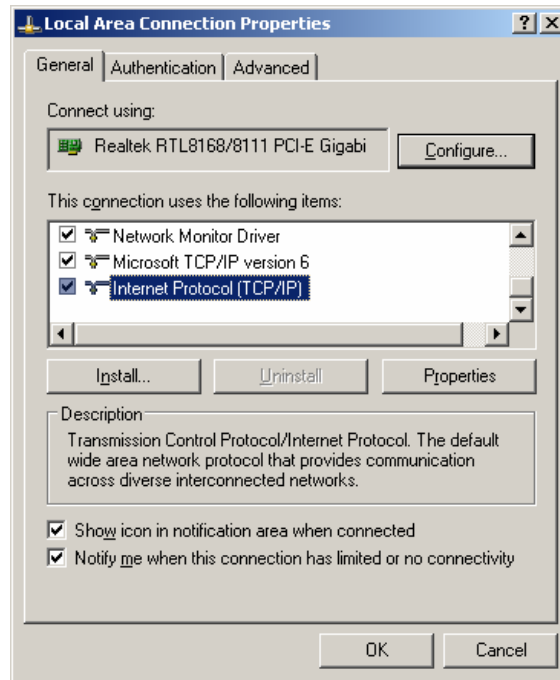 Local Area Connection Properties
General Authentication Advanced
Connect using:
Realtek RTL8168/8111 PCI-E Gigabi Configure...
This connection uses the following items:
Network Monitor Driver
Microsoft TCP/IP version 6
Internet Protocol (TCP/IP)
Install... Uninstall Properties
Description
Transmission Control Protocol/Internet Protocol. The default
wide area network protocol that provides communication
across diverse interconnected networks.
Show icon in notification area when connected
Notify me when this connection has limited or no connectivity
OK Cancel